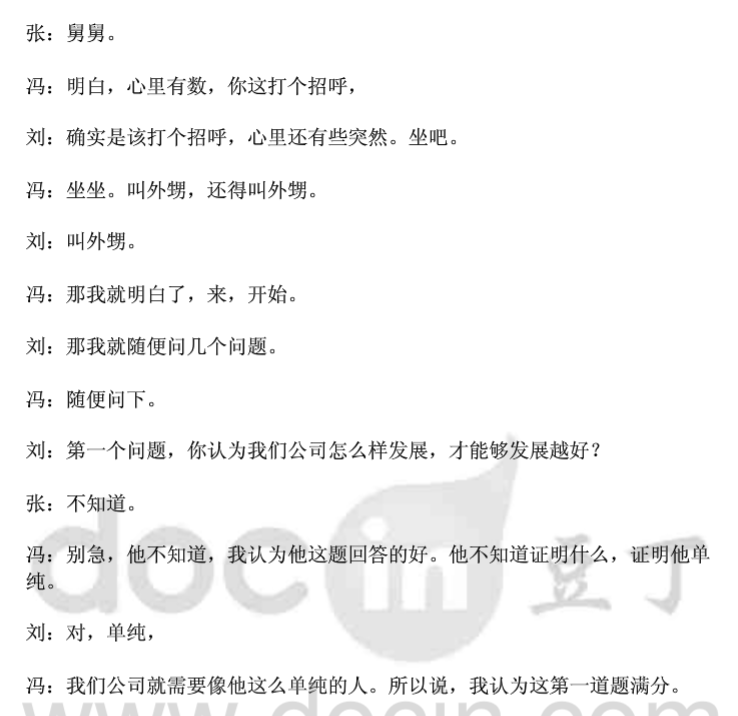 张：舅舅。
冯：明白，心里有数，你这打个招呼，
刘：确实是该打个招呼，心里还有些突然。坐吧。
冯：坐坐。叫外甥，还得叫外甥。
刘：叫外甥。
冯：那我就明白了，来，开始。
刘：那我就随便问几个问题。
冯：随便问下。
刘：第一个问题，你认为我们公司怎么样发展，才能够发展越好？
张：不知道。
冯：别急，他不知道，我认为他这题回答的好。他不知道证明什么，证明他单
纯。
docin 豆丁
刘：对，单纯，
冯：我们公司就需要像他这么单纯的人。所以说，我认为这第一道题满分。
www.docin.com